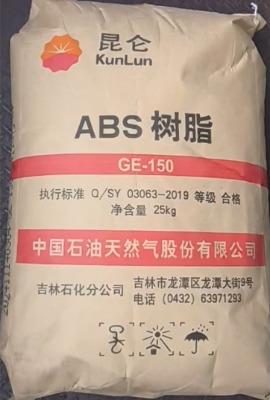 昆仑
KunLun
ABS 树脂
GE-150
执行标准 Q/SY 03063-2019 等级 合格
净含量 25kg
中国石油天然气股份有限公司
吉林石化分公司
吉林市龙潭区龙潭大街9号
电话 (0432) 63971293